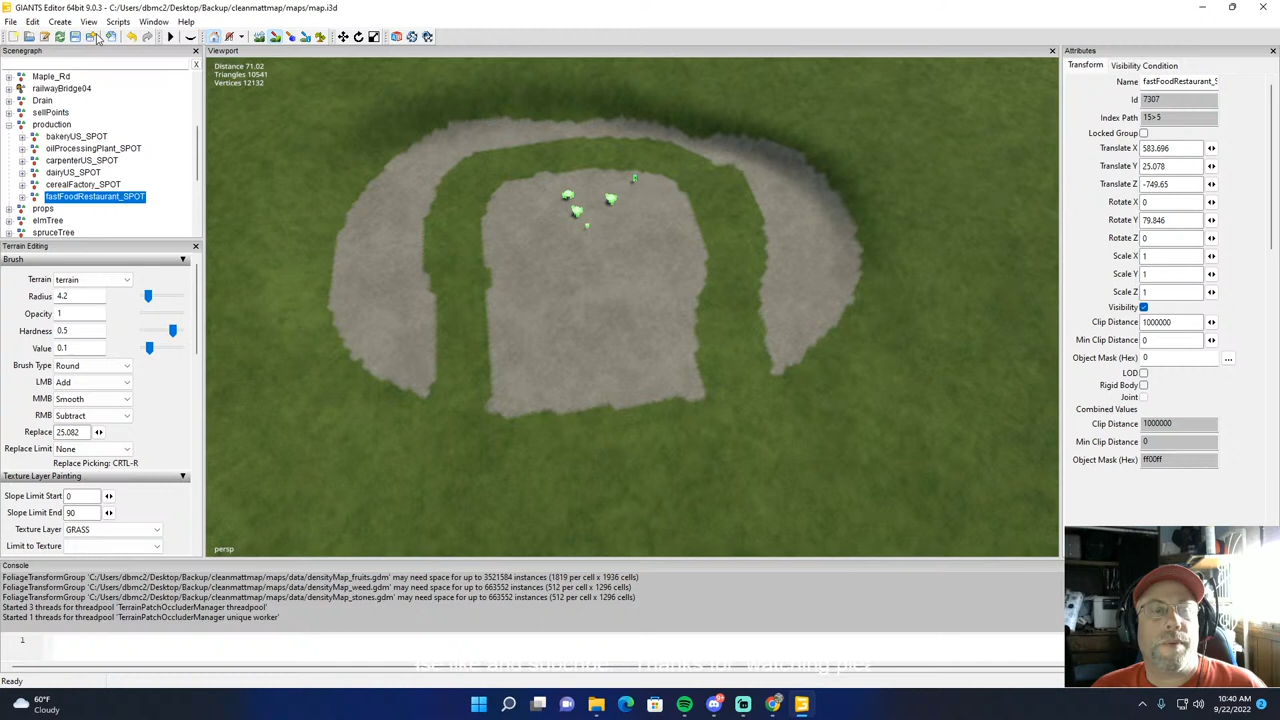 GIANTS Editor 64bit 9.0.3 - C:/Users/dbmc2/Desktop/Backup/cleanmattmap/maps/map.i3d
File Edit Create View Scripts Window Help
Scenegraph
X
Maple_Rd
railwayBridge04
Drain
sellPoints
production
bakeryUS_SPOT
oilProcessingPlant_SPOT
carpenterUS_SPOT
dairyUS_SPOT
cerealFactory_SPOT
fastFoodRestaurant_SPOT
props
elmTree
spruceTree
Terrain Editing
Brush
Terrain terrain
Radius 4.2
Opacity 1
Hardness 0.5
Value 0.1
Brush Type Round
LMB Add
MMB Smooth
RMB Subtract
Replace 25.082
Replace Limit None
Replace Picking: CRTL-R
Texture Layer Painting
Slope Limit Start 0
Slope Limit End 90
Texture Layer GRASS
Limit to Texture
Viewport
Distance 71.02
Triangles 10541
Vertices 12132
persp
Attributes
Transform Visibility Condition
Name fastFoodRestaurant_S
Id 7307
Index Path 15>5
Locked Group
Translate X 583.696
Translate Y 25.078
Translate Z -749.65
Rotate X 0
Rotate Y 79.846
Rotate Z 0
Scale X 1
Scale Y 1
Scale Z 1
Visibility
Clip Distance 1000000
Min Clip Distance 0
Object Mask (Hex) 0 ...
LOD
Rigid Body
Joint
Combined Values
Clip Distance 1000000
Min Clip Distance 0
Object Mask (Hex) ff00ff
Console
FoliageTransformGroup 'C:/Users/dbmc2/Desktop/Backup/cleanmattmap/maps/data/densityMap_fruits.gdm' may need space for up to 3521584 instances (1819 per cell x 1936 cells)
FoliageTransformGroup 'C:/Users/dbmc2/Desktop/Backup/cleanmattmap/maps/data/densityMap_weed.gdm' may need space for up to 663552 instances (512 per cell x 1296 cells)
FoliageTransformGroup 'C:/Users/dbmc2/Desktop/Backup/cleanmattmap/maps/data/densityMap_stones.gdm' may need space for up to 663552 instances (512 per cell x 1296 cells)
Started 3 threads for threadpool 'TerrainPatchOccluderManager threadpool'
Started 1 threads for threadpool 'TerrainPatchOccluderManager unique worker'
1
Thanks for watching
Ready
60°F
Cloudy
10:40 AM
9/22/2022